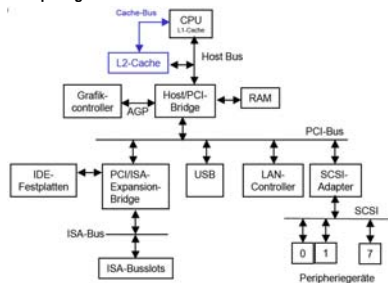 Cache-Bus
CPU
L1-Cache
L2-Cache
Host Bus
Grafik-
controller
AGP
Host/PCI-
Bridge
RAM
PCI-Bus
IDE-
Festplatten
PCI/ISA-
Expansion-
Bridge
USB
LAN-
Controller
SCSI-
Adapter
SCSI
ISA-Bus
ISA-Busslots
0
1
7
Peripheriegeräte